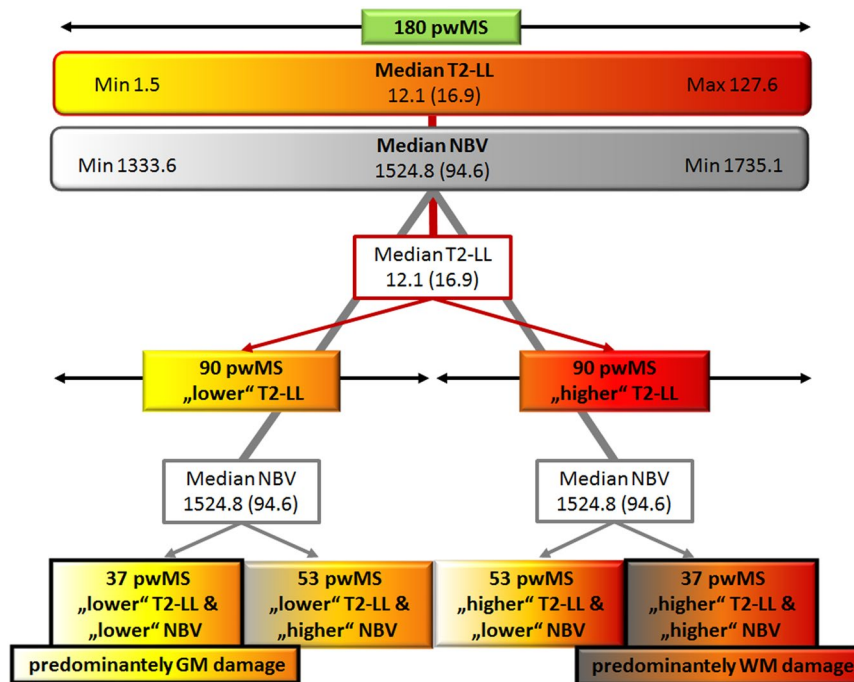 180 pwMS
Median T2-LL
Min 1.5
12.1 (16.9)
Max 127.6
Median NBV
Min 1333.6
1524.8 (94.6)
Min 1735.1
Median T2-LL
12.1 (16.9)
90 pwMS
„lower“ T2-LL
90 pwMS
„higher“ T2-LL
Median NBV
1524.8 (94.6)
Median NBV
1524.8 (94.6)
37 pwMS
„lower“ T2-LL &
„lower“ NBV
53 pwMS
„lower“ T2-LL &
„higher“ NBV
53 pwMS
„higher“ T2-LL &
„lower“ NBV
37 pwMS
„higher“ T2-LL &
„higher“ NBV
predominantely GM damage
predominantely WM damage